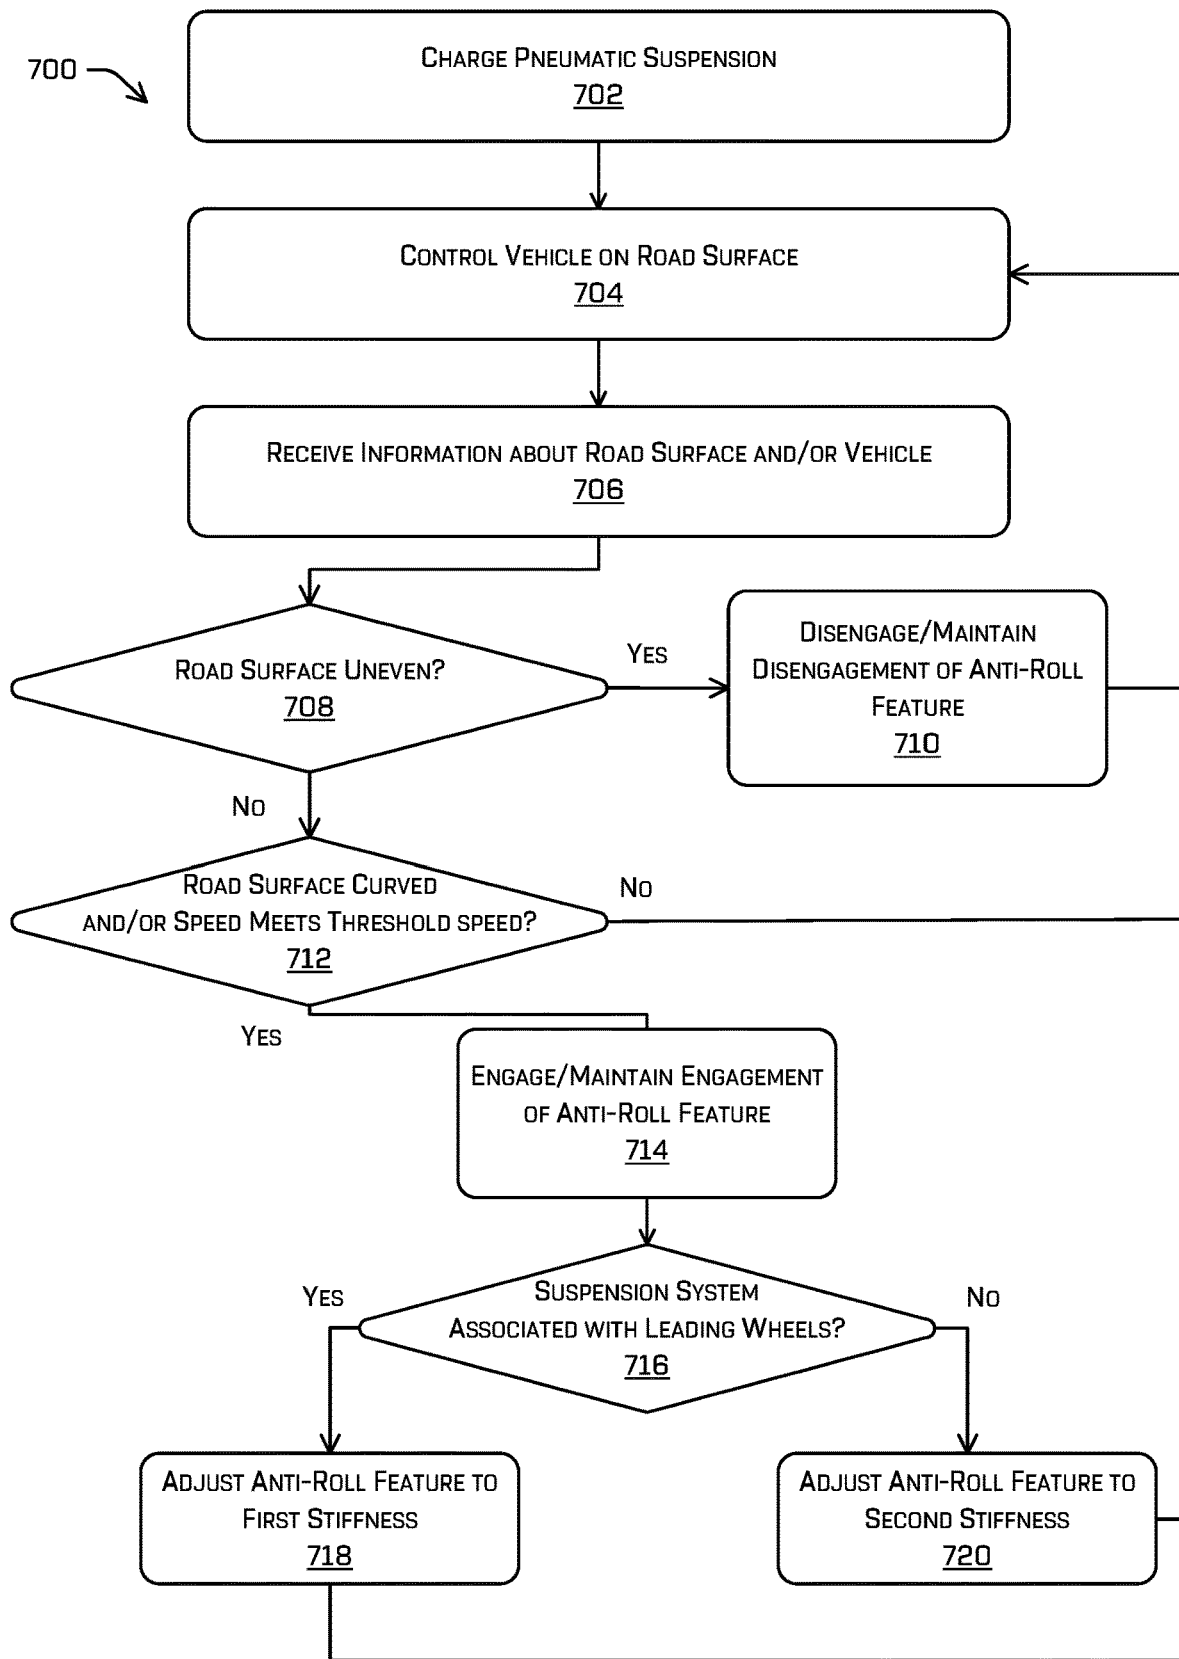 700
Charge Pneumatic Suspension
702
Control Vehicle on Road Surface
704
Receive Information about Road Surface and/or Vehicle
706
Road Surface Uneven?
708
Yes
Disengage/Maintain
Disengagement of Anti-Roll
Feature
710
No
Road Surface Curved
and/or Speed Meets Threshold speed?
712
No
Yes
Engage/Maintain Engagement
of Anti-Roll Feature
714
Suspension System
Associated with Leading Wheels?
716
Yes
No
Adjust Anti-Roll Feature to
First Stiffness
718
Adjust Anti-Roll Feature to
Second Stiffness
720